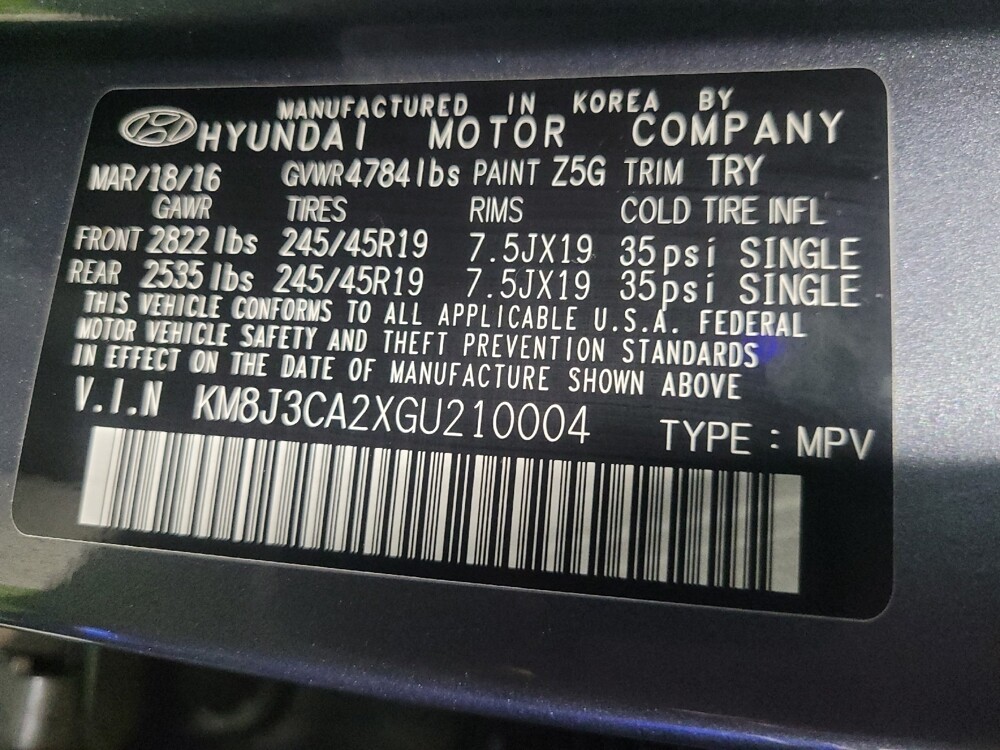 MANUFACTURED IN KOREA BY
HYUNDAI MOTOR COMPANY
MAR/18/16 GVWR 4784lbs PAINT Z5G TRIM TRY
GAWR TIRES RIMS COLD TIRE INFL
FRONT 2822 lbs 245/45R19 7.5JX19 35psi SINGLE
REAR 2535 lbs 245/45R19 7.5JX19 35psi SINGLE
THIS VEHICLE CONFORMS TO ALL APPLICABLE U.S.A. FEDERAL
MOTOR VEHICLE SAFETY AND THEFT PREVENTION STANDARDS
IN EFFECT ON THE DATE OF MANUFACTURE SHOWN ABOVE
V.I.N KM8J3CA2XGU210004 TYPE : MPV